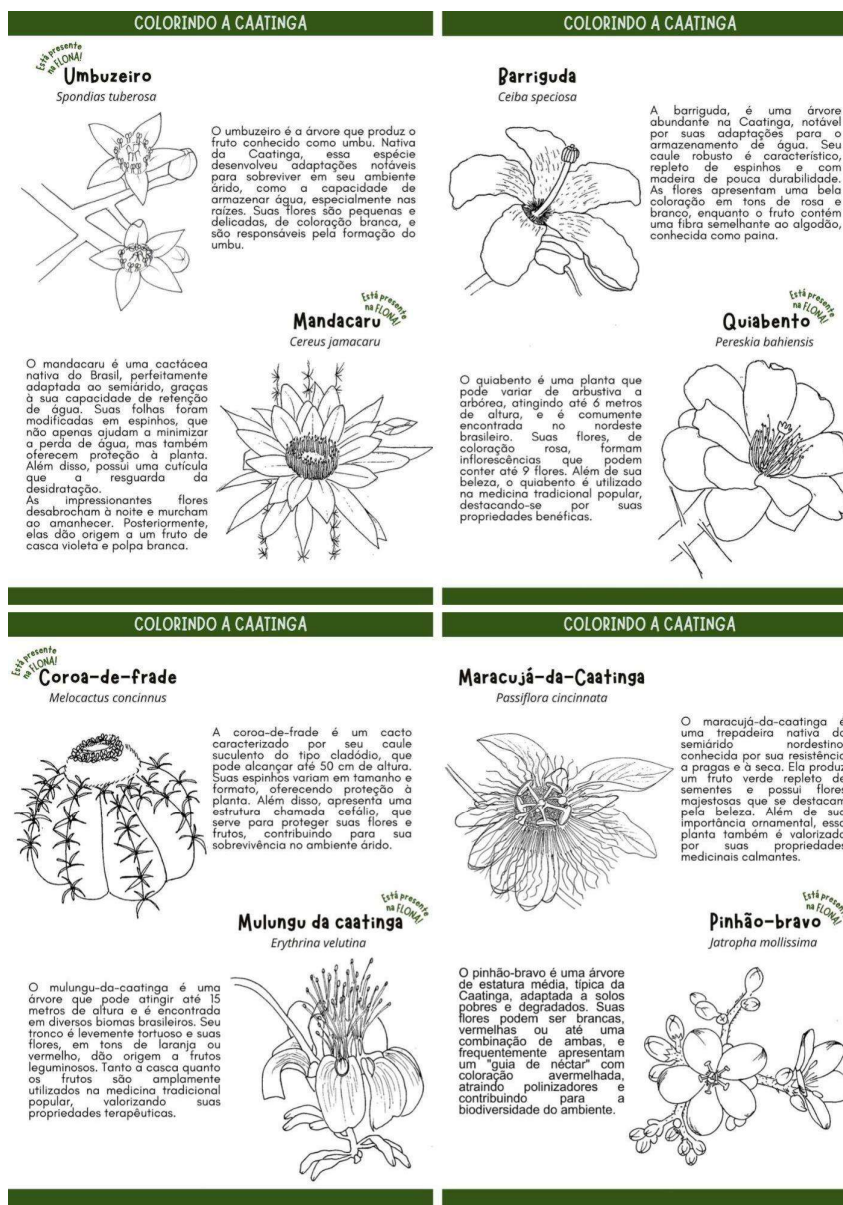 COLORINDO A CAATINGA
Está presente
na FLONA!
Umbuzeiro
Spondias tuberosa
O umbuzeiro é a árvore que produz o
fruto conhecido como umbu. Nativa
da Caatinga, essa espécie
desenvolveu adaptações notáveis
para sobreviver em seu ambiente
árido, como a capacidade de
armazenar água, especialmente nas
raízes. Suas flores são pequenas e
delicadas, de coloração branca, e
são responsáveis pela formação do
umbu.
Está presente
na FLONA!
Mandacaru
Cereus jamacaru
O mandacaru é uma cactácea
nativa do Brasil, perfeitamente
adaptada ao semiárido, graças
à sua capacidade de retenção
de água. Suas folhas foram
modificadas em espinhos, que
não apenas ajudam a minimizar
a perda de água, mas também
oferecem proteção à planta.
Além disso, possui uma cutícula
que a resguarda da
desidratação.
As impressionantes flores
desabrocham à noite e murcham
ao amanhecer. Posteriormente,
elas dão origem a um fruto de
casca violeta e polpa branca.
COLORINDO A CAATINGA
Barriguda
Ceiba speciosa
A barriguda, é uma árvore
abundante na Caatinga, notável
por suas adaptações para o
armazenamento de água. Seu
caule robusto é característico,
repleto de espinhos e com
madeira de pouca durabilidade.
As flores apresentam uma bela
coloração em tons de rosa e
branco, enquanto o fruto contém
uma fibra semelhante ao algodão,
conhecida como paina.
Está presente
na FLONA!
Quiabento
Pereskia bahiensis
O quiabento é uma planta que
pode variar de arbustiva a
arbórea, atingindo até 6 metros
de altura, e é comumente
encontrada no nordeste
brasileiro. Suas flores, de
coloração rosa, formam
inflorescências que podem
conter até 9 flores. Além de sua
beleza, o quiabento é utilizado
na medicina tradicional popular,
destacando-se por suas
propriedades benéficas.
COLORINDO A CAATINGA
Está presente
na FLONA!
Coroa-de-frade
Melocactus concinnus
A coroa-de-frade é um cacto
caracterizado por seu caule
suculento do tipo cladódio, que
pode alcançar até 50 cm de altura.
Suas espinhos variam em tamanho e
formato, oferecendo proteção à
planta. Além disso, apresenta uma
estrutura chamada cefálio, que
serve para proteger suas flores e
frutos, contribuindo para sua
sobrevivência no ambiente árido.
Está presente
na FLONA!
Mulungu da caatinga
Erythrina velutina
O mulungu-da-caatinga é uma
árvore que pode atingir até 15
metros de altura e é encontrada
em diversos biomas brasileiros. Seu
tronco é levemente tortuoso e suas
flores, em tons de laranja ou
vermelho, dão origem a frutos
leguminosos. Tanto a casca quanto
os frutos são amplamente
utilizados na medicina tradicional
popular, valorizando suas
propriedades terapêuticas.
COLORINDO A CAATINGA
Maracujá-da-Caatinga
Passiflora cincinnata
O maracujá-da-caatinga é
uma trepadeira nativa do
semiárido nordestino,
conhecida por sua resistência
a pragas e à seca. Ela produz
um fruto verde repleto de
sementes e possui flores
majestosas que se destacam
pela beleza. Além de sua
importância ornamental, essa
planta também é valorizada
por suas propriedades
medicinais calmantes.
Está presente
na FLONA!
Pinhão-bravo
Jatropha mollissima
O pinhão-bravo é uma árvore
de estatura média, típica da
Caatinga, adaptada a solos
pobres e degradados. Suas
flores podem ser brancas,
vermelhas ou até uma
combinação de ambas, e
frequentemente apresentam
um "guia de néctar" com
coloração avermelhada,
atraindo polinizadores e
contribuindo para a
biodiversidade do ambiente.